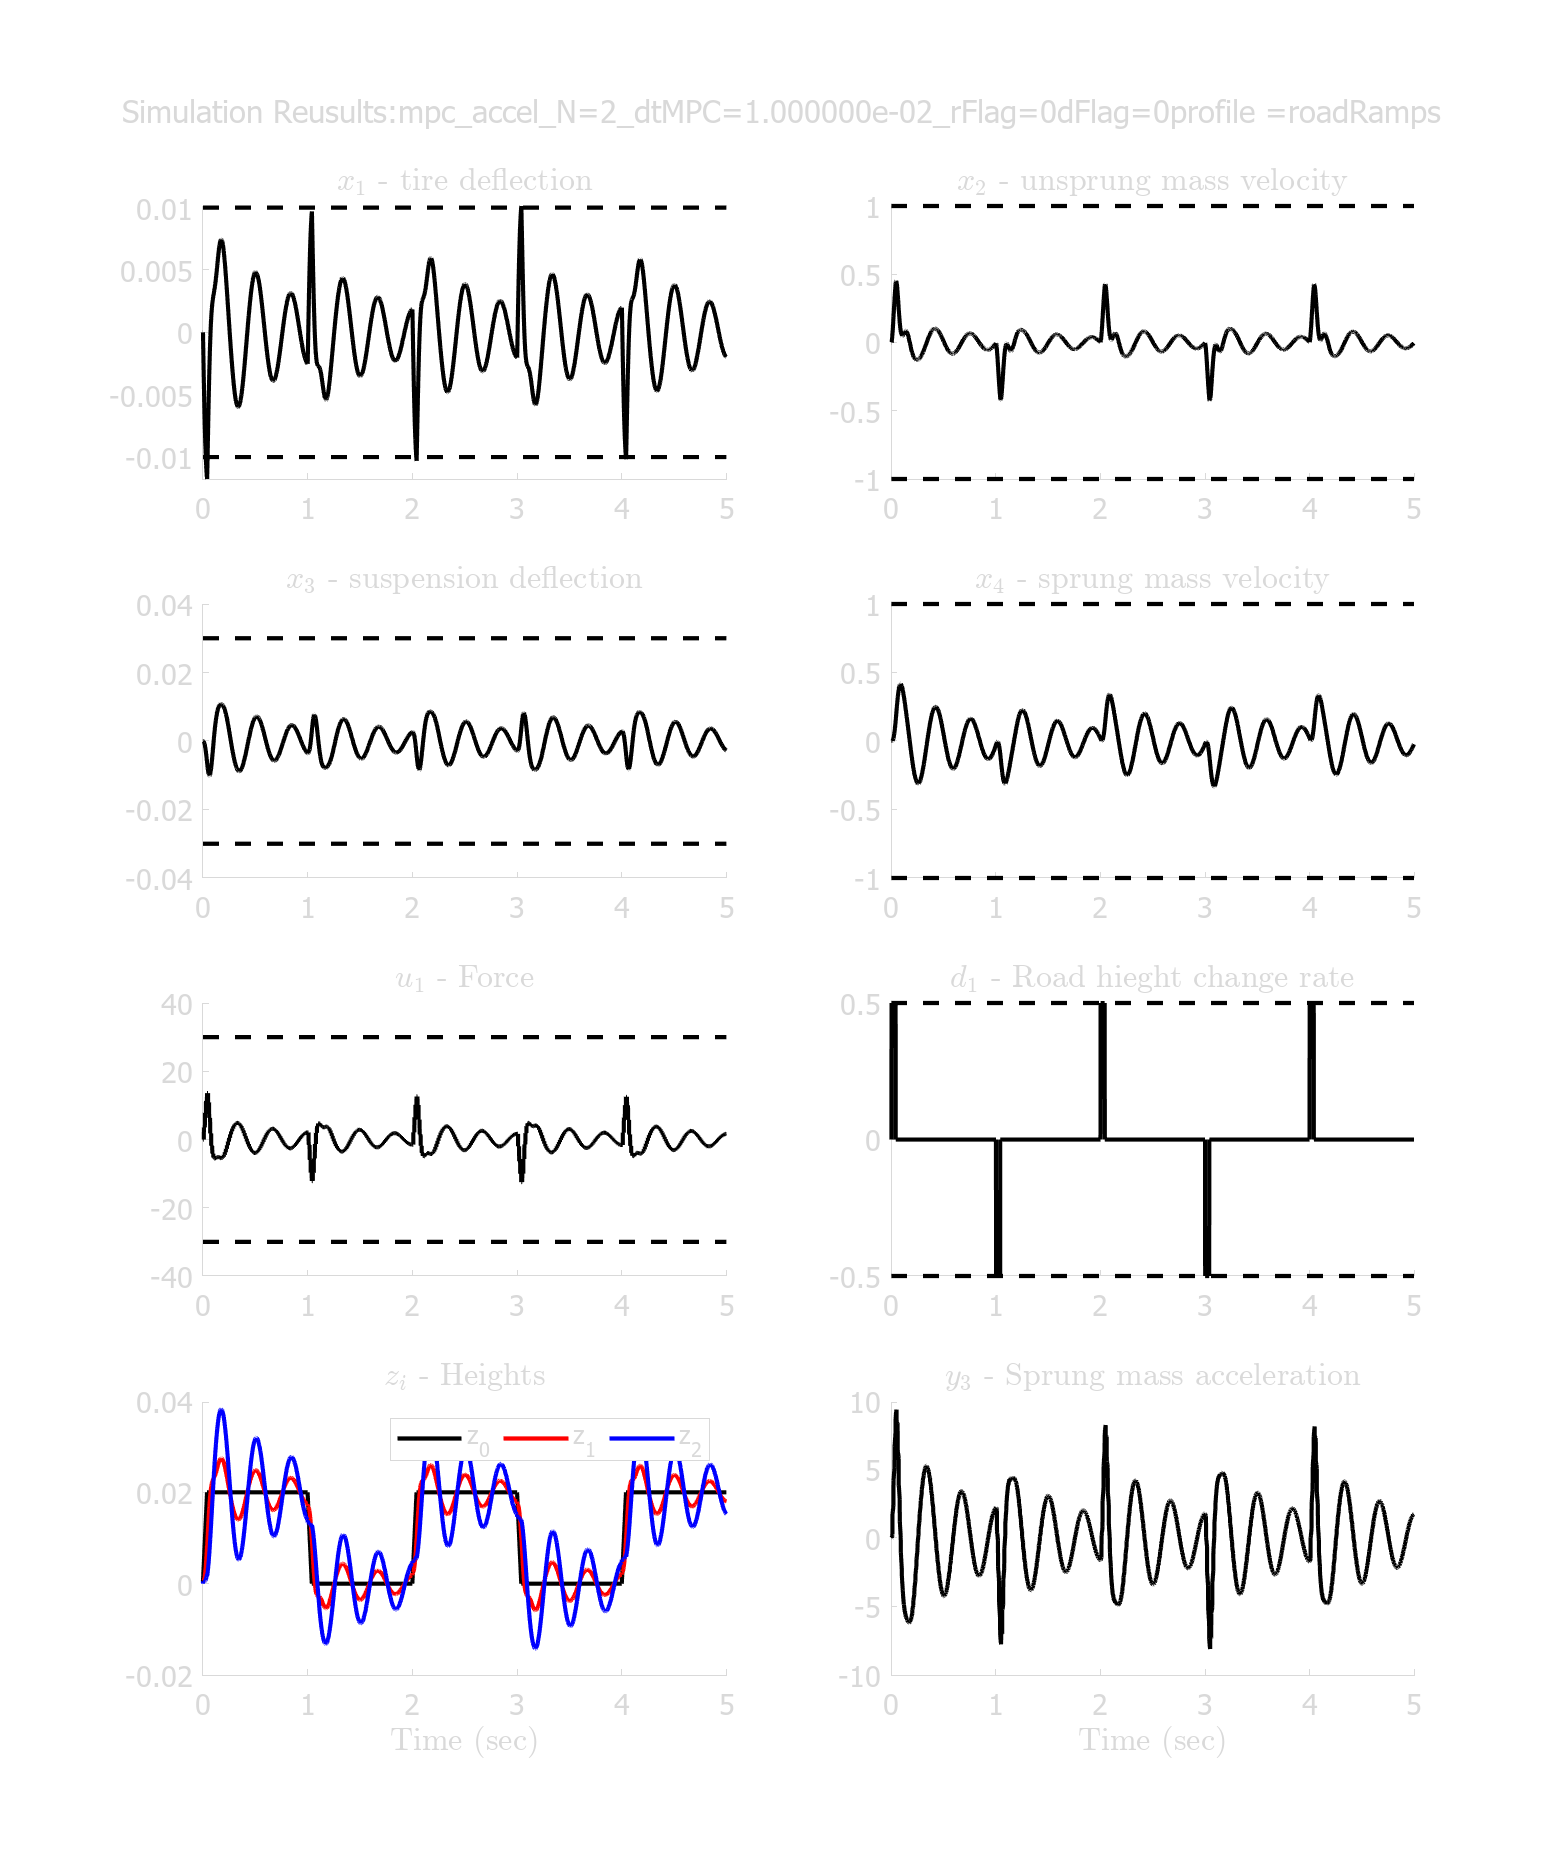 Simulation Reusults:mpc_accel_N=2_dtMPC=1.000000e-02_rFlag=0dFlag=0profile =roadRamps
x1 - tire deflection
0.01
0.005
0
-0.005
-0.01
0 1 2 3 4 5
x2 - unsprung mass velocity
1
0.5
0
-0.5
-1
0 1 2 3 4 5
x3 - suspension deflection
0.04
0.02
0
-0.02
-0.04
0 1 2 3 4 5
x4 - sprung mass velocity
1
0.5
0
-0.5
-1
0 1 2 3 4 5
u1 - Force
40
20
0
-20
-40
0 1 2 3 4 5
d1 - Road hieght change rate
0.5
0
-0.5
0 1 2 3 4 5
zi - Heights
0.04
0.02
0
-0.02
z0 z1 z2
0 1 2 3 4 5
Time (sec)
y3 - Sprung mass acceleration
10
5
0
-5
-10
0 1 2 3 4 5
Time (sec)